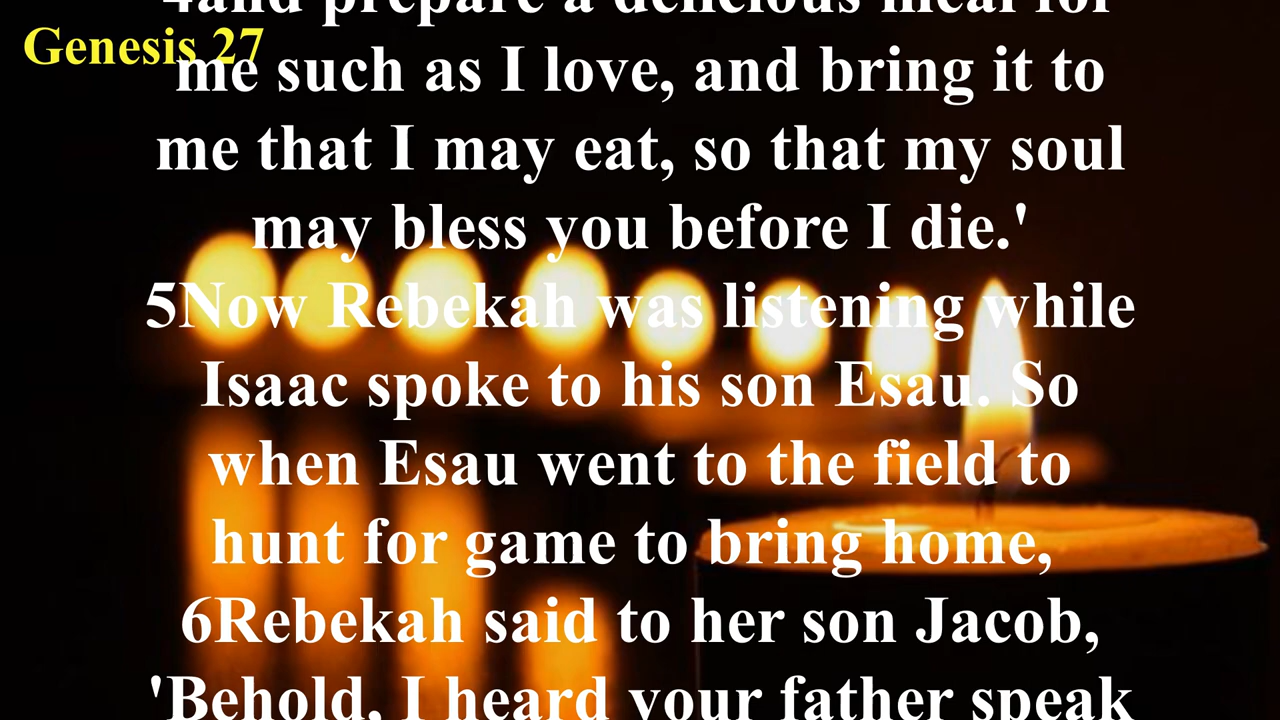 4and prepare a delicious meal for
Genesis 27
me such as I love, and bring it to
me that I may eat, so that my soul
may bless you before I die.'
5Now Rebekah was listening while
Isaac spoke to his son Esau. So
when Esau went to the field to
hunt for game to bring home,
6Rebekah said to her son Jacob,
'Behold, I heard your father speak